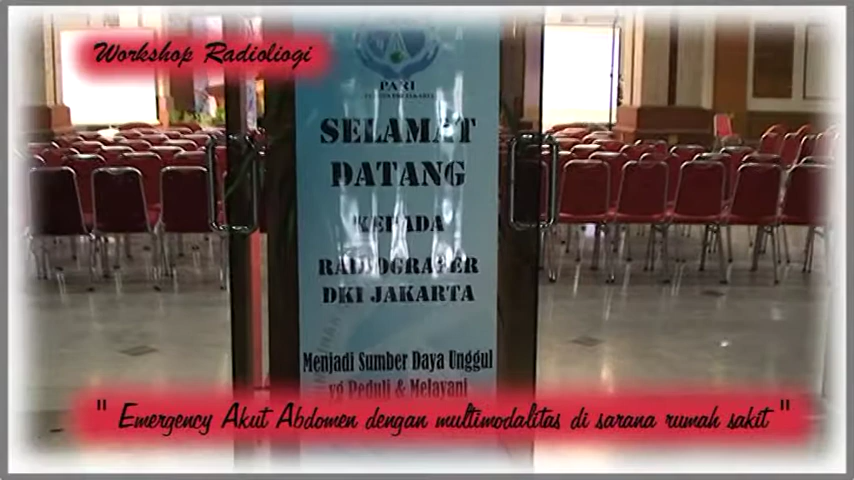 Workshop Radioliogi
PARI
SELAMAT
DATANG
KEPADA
RADIOGRAFER
DKI JAKARTA
Menjadi Sumber Daya Unggul
yg Peduli & Melayani
" Emergency Akut Abdomen dengan multimodalitas di sarana rumah sakit "